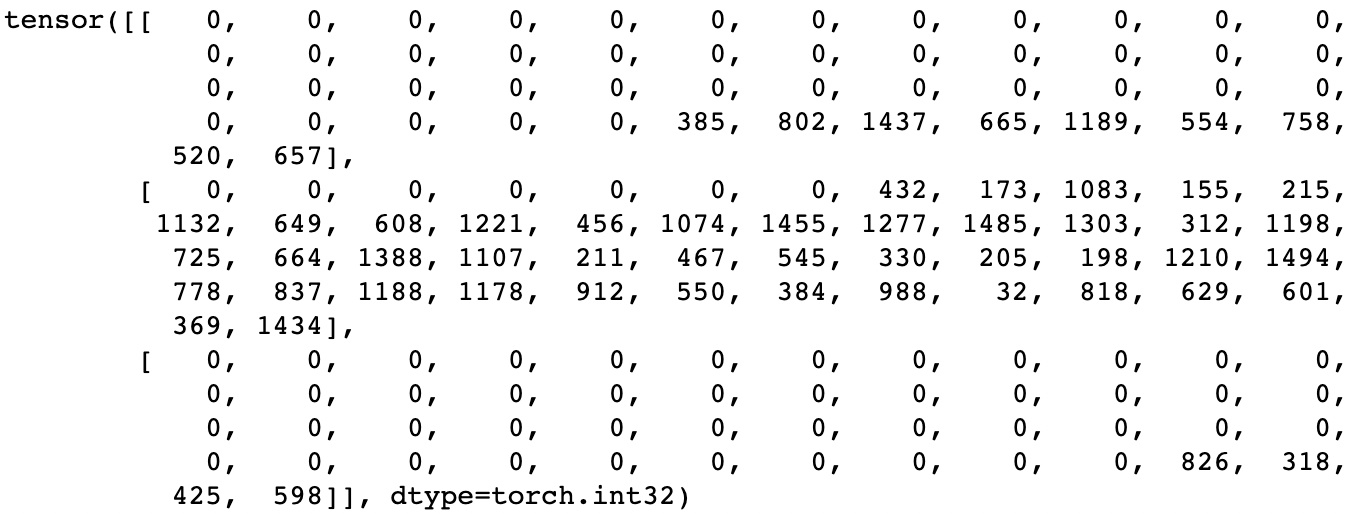 tensor([[   0,    0,    0,    0,    0,    0,    0,    0,    0,    0,    0,    0,
            0,    0,    0,    0,    0,    0,    0,    0,    0,    0,    0,    0,
            0,    0,    0,    0,    0,    0,    0,    0,    0,    0,    0,    0,
            0,    0,    0,    0,    0,  385,  802, 1437,  665, 1189,  554,  758,
          520,  657],
        [   0,    0,    0,    0,    0,    0,    0,  432,  173, 1083,  155,  215,
         1132,  649,  608, 1221,  456, 1074, 1455, 1277, 1485, 1303,  312, 1198,
          725,  664, 1388, 1107,  211,  467,  545,  330,  205,  198, 1210, 1494,
          778,  837, 1188, 1178,  912,  550,  384,  988,   32,  818,  629,  601,
          369, 1434],
        [   0,    0,    0,    0,    0,    0,    0,    0,    0,    0,    0,    0,
            0,    0,    0,    0,    0,    0,    0,    0,    0,    0,    0,    0,
            0,    0,    0,    0,    0,    0,    0,    0,    0,    0,    0,    0,
            0,    0,    0,    0,    0,    0,    0,    0,    0,    0,  826,  318,
          425,  598]], dtype=torch.int32)